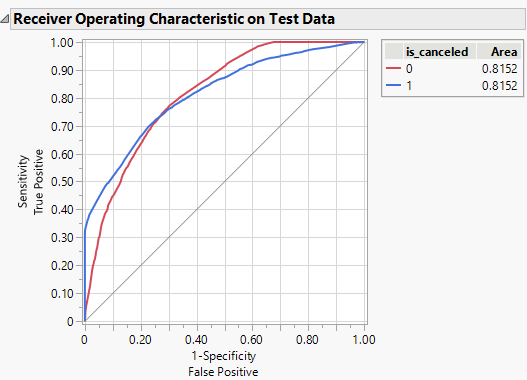 Receiver Operating Characteristic on Test Data
is_canceled Area
0 0.8152
1 0.8152
1.00
0.90
0.80
0.70
0.60
0.50
0.40
0.30
0.20
0.10
0
Sensitivity
True Positive
0 0.20 0.40 0.60 0.80 1.00
1-Specificity
False Positive